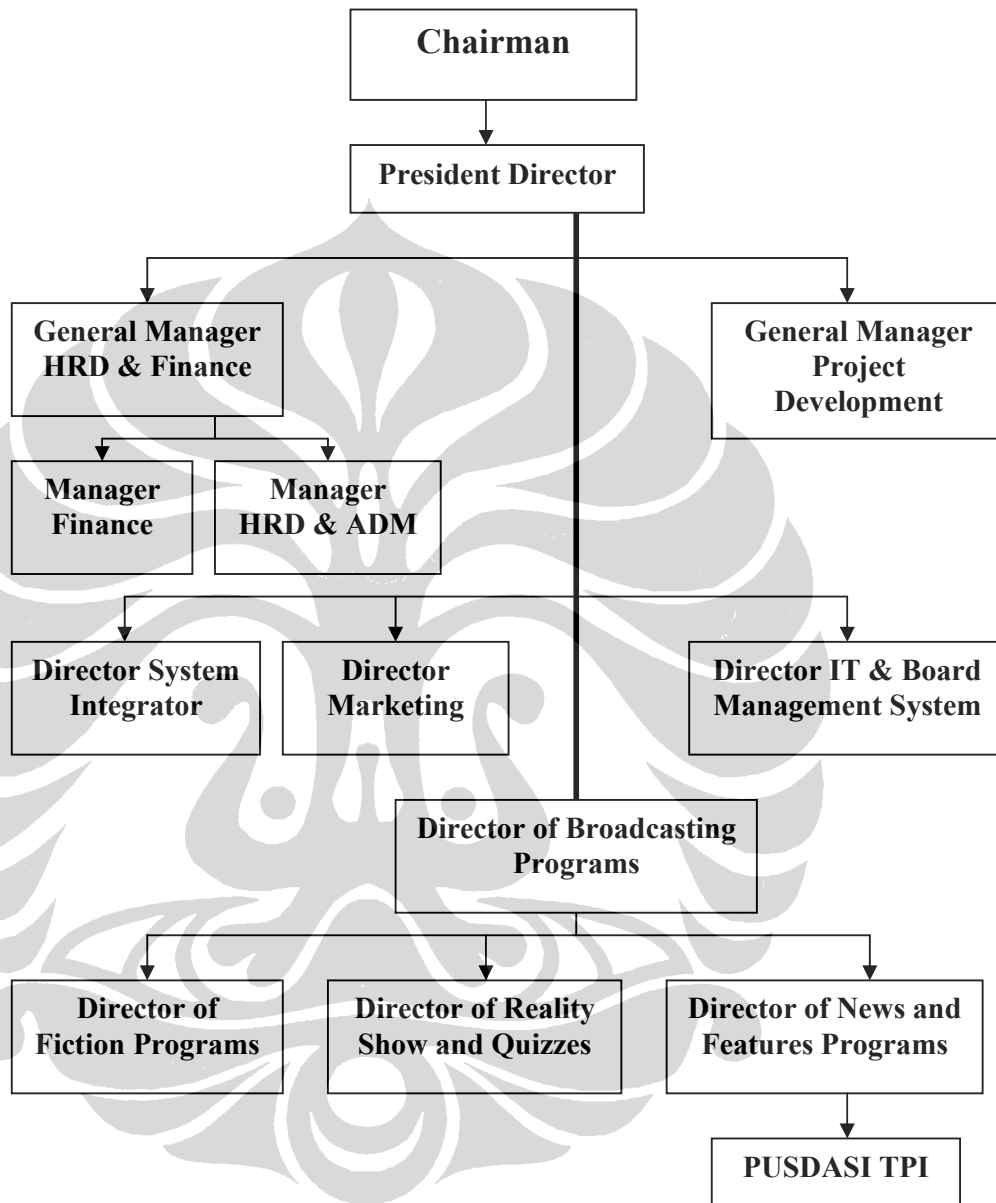 Chairman
President Director
General Manager
HRD & Finance
General Manager
Project
Development
Manager
Finance
Manager
HRD & ADM
Director System
Integrator
Director
Marketing
Director IT & Board
Management System
Director of Broadcasting
Programs
Director of
Fiction Programs
Director of Reality
Show and Quizzes
Director of News and
Features Programs
PUSDASI TPI